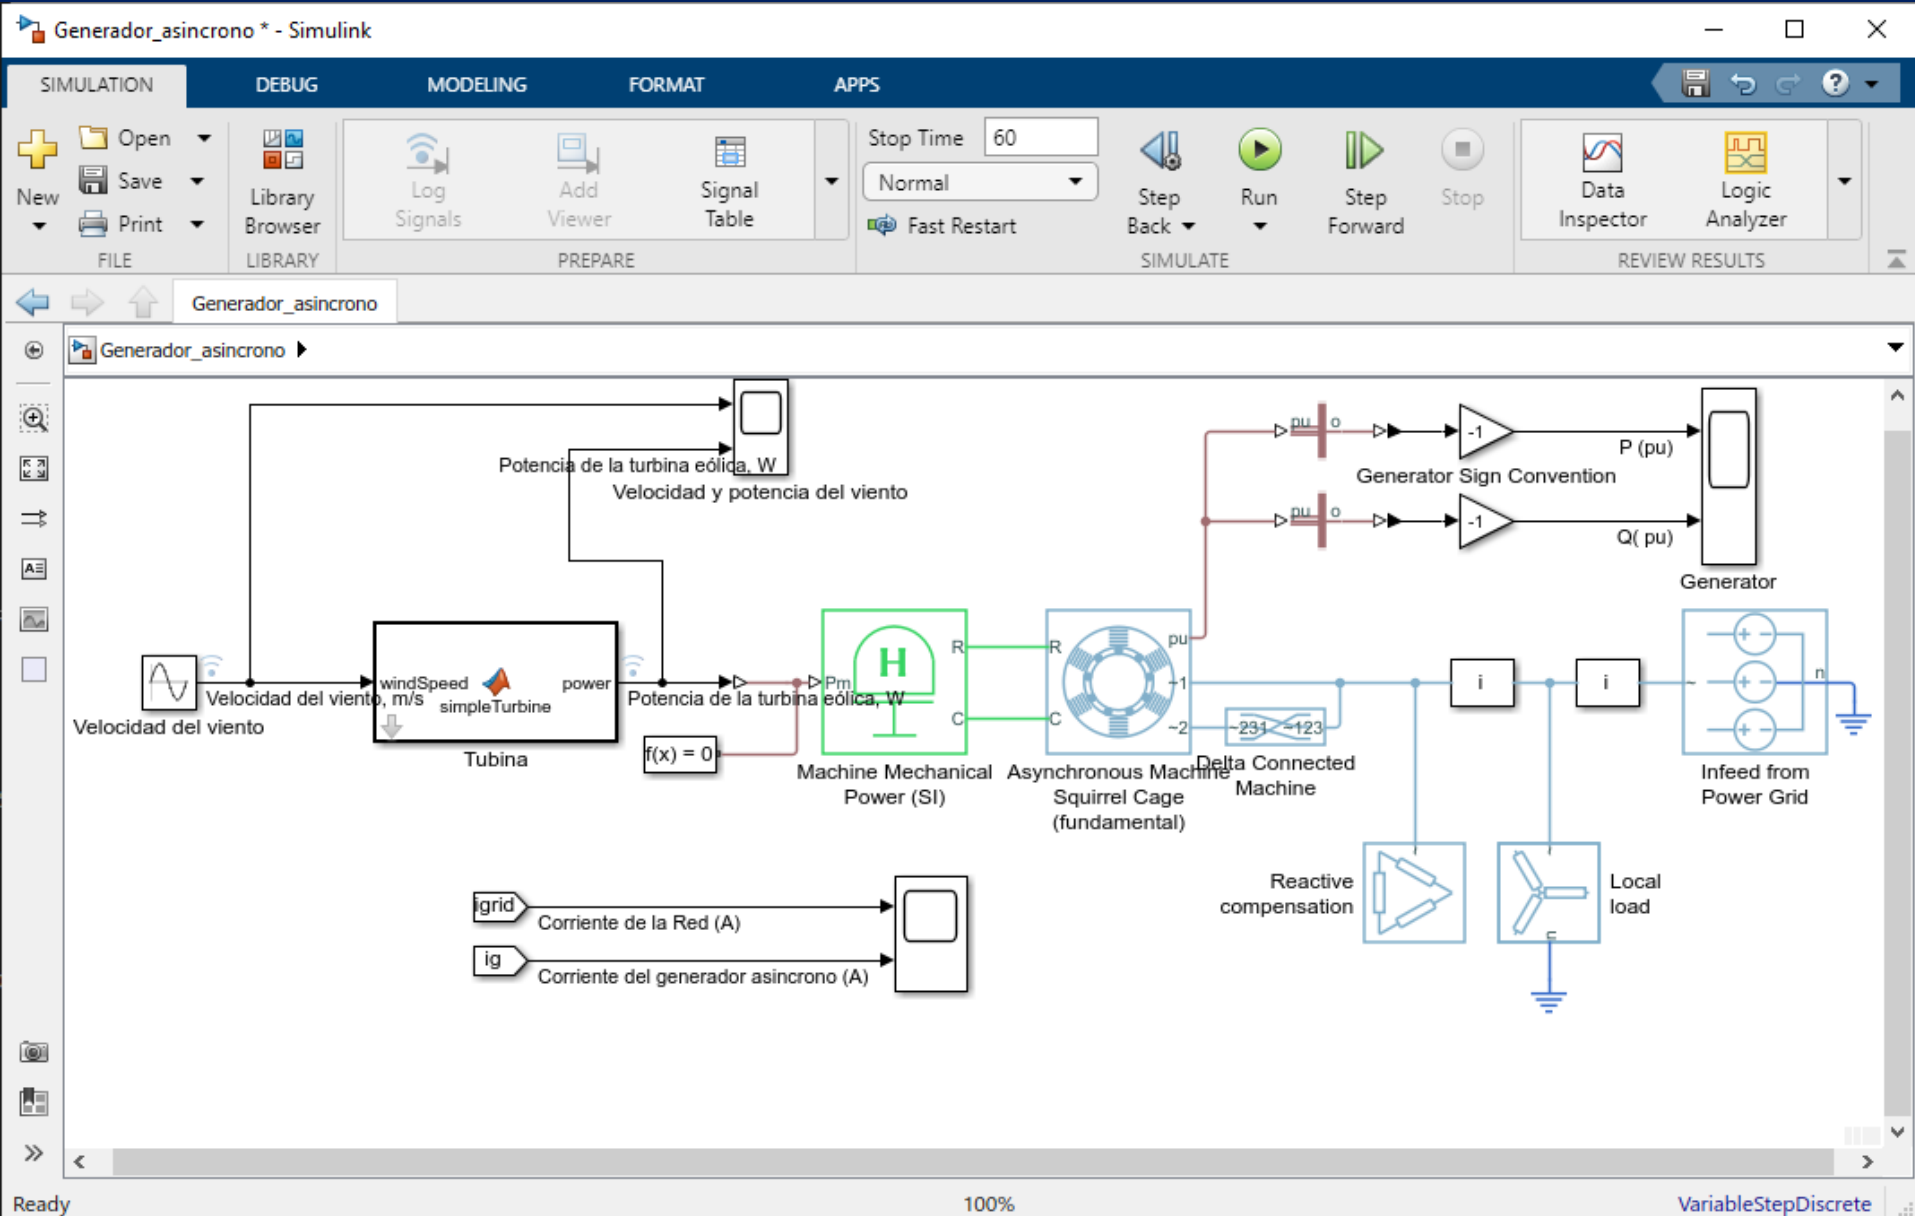 Generador_asincrono * - Simulink
SIMULATION DEBUG MODELING FORMAT APPS
New
Open
Save
Print
FILE
Library
Browser
LIBRARY
Log
Signals
Add
Viewer
Signal
Table
PREPARE
Stop Time 60
Normal
Fast Restart
Step
Back
Run
Step
Forward
Stop
SIMULATE
Data
Inspector
Logic
Analyzer
REVIEW RESULTS
Generador_asincrono
Generador_asincrono
Potencia de la turbina eólica, W
Velocidad y potencia del viento
pu o
-1
P (pu)
Generator Sign Convention
pu o
-1
Q( pu)
Generator
Velocidad del viento, m/s
Velocidad del viento
windSpeed
simpleTurbine
power
Tubina
Potencia de la turbina eólica, W
f(x) = 0
Pm
H
R
C
Machine Mechanical
Power (SI)
R
C
pu
~1
~2
Asynchronous Machine
Squirrel Cage
(fundamental)
~231 ~123
Delta Connected
Machine
i
i
~
n
Infeed from
Power Grid
Reactive
compensation
Local
load
n
igrid
Corriente de la Red (A)
ig
Corriente del generador asincrono (A)
Ready
100%
VariableStepDiscrete